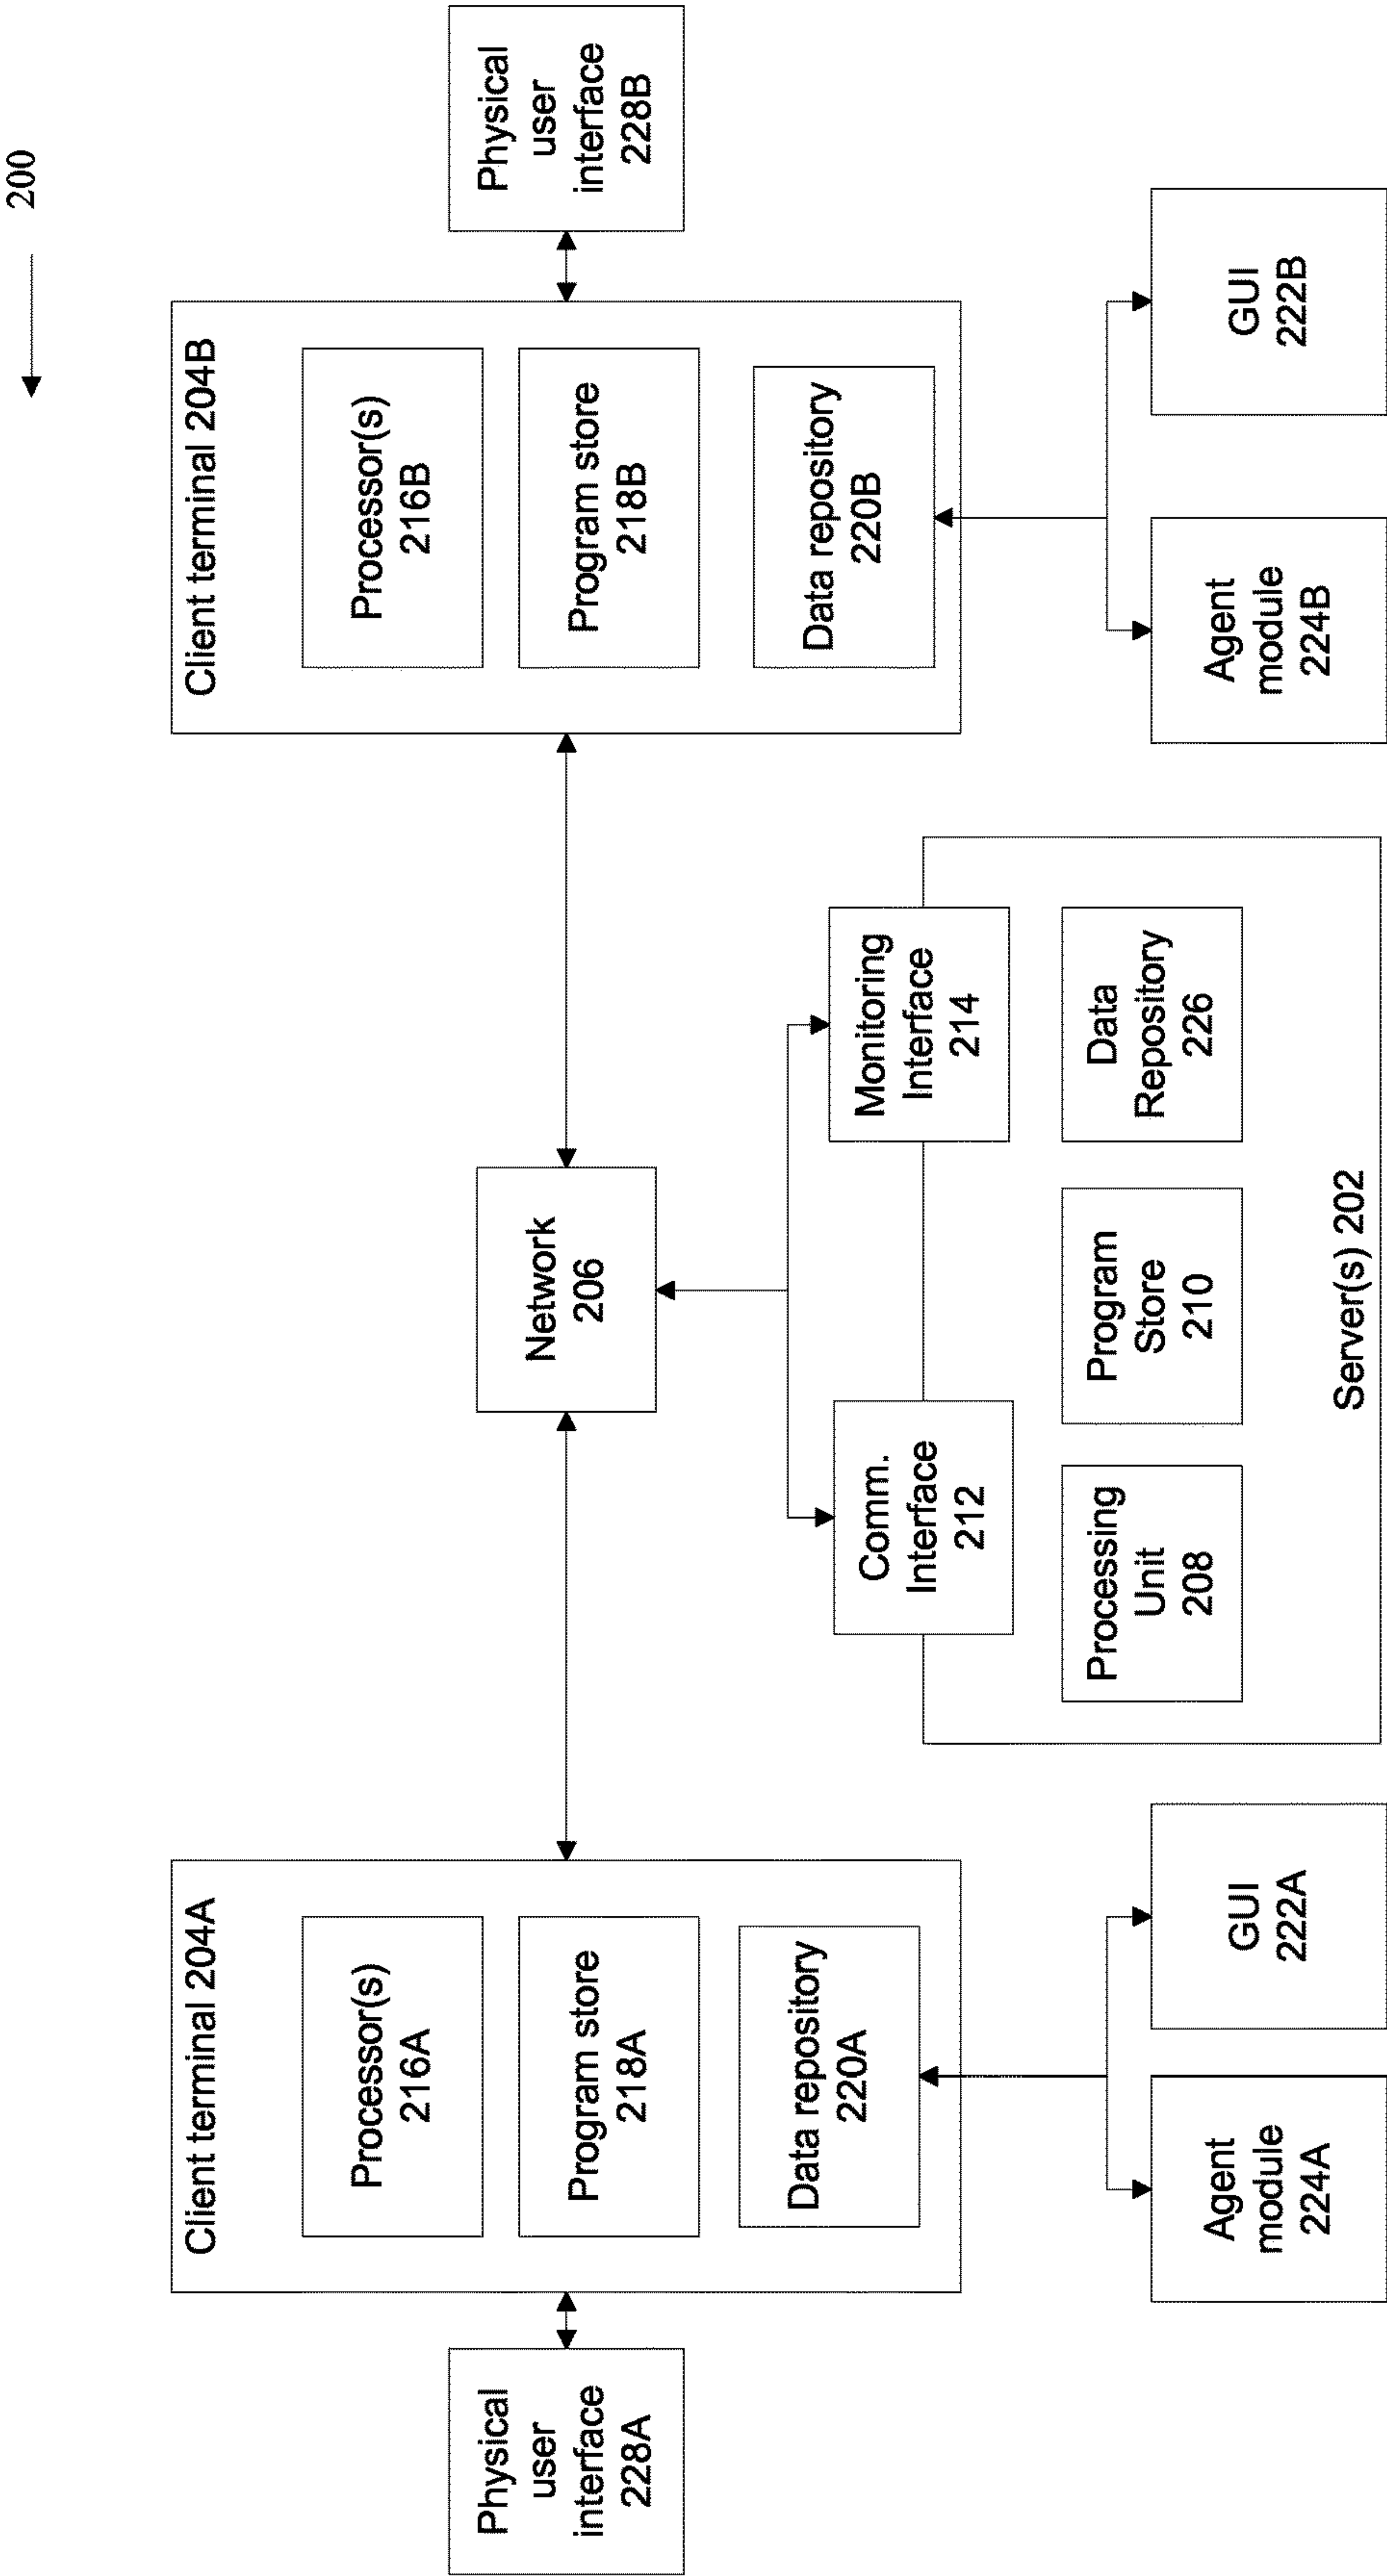 200
Physical
user
interface
228A
Client terminal 204A
Processor(s)
216A
Program store
218A
Data repository
220A
Agent
module
224A
GUI
222A
Network
206
Comm.
Interface
212
Monitoring
Interface
214
Processing
Unit
208
Program
Store
210
Data
Repository
226
Server(s) 202
Client terminal 204B
Processor(s)
216B
Program store
218B
Data repository
220B
Agent
module
224B
GUI
222B
Physical
user
interface
228B